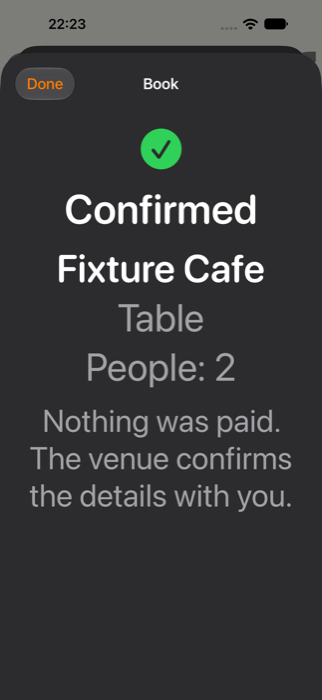 22:23
Done
Book
Confirmed
Fixture Cafe
Table
People: 2
Nothing was paid.
The venue confirms
the details with you.